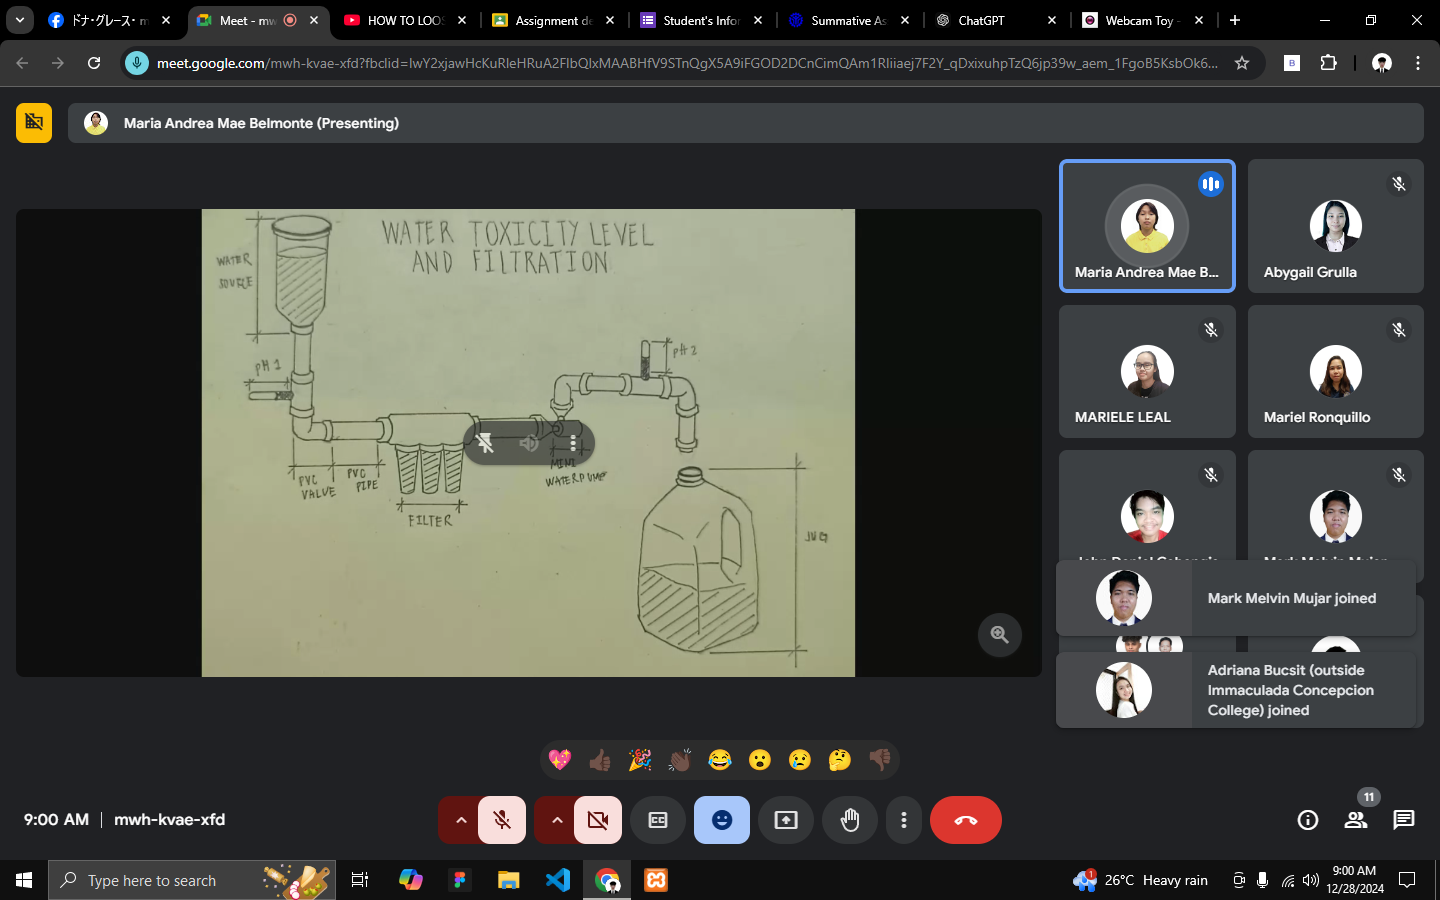 ドナ・グレース・ m
Meet - mw
HOW TO LOOS
Assignment de
Student's Infor
Summative As
ChatGPT
Webcam Toy -
meet.google.com/mwh-kvae-xfd?fbclid=IwY2xjawHcKuRleHRuA2FlbQIxMAABHfV9STnQgX5A9iFGOD2DCnCimQAm1RIiiaej7F2Y_qDxixuhpTzQ6jp39w_aem_1FgoB5KsbOk6...
Maria Andrea Mae Belmonte (Presenting)
WATER TOXICITY LEVEL
AND FILTRATION
WATER
SOURCE
pH 1
pH 2
PVC
VALVE
PVC
PIPE
FILTER
MINI
WATER PUMP
JUG
Maria Andrea Mae B...
Abygail Grulla
MARIELE LEAL
Mariel Ronquillo
Mark Melvin Mujar joined
Adriana Bucsit (outside
Immaculada Concepcion
College) joined
9:00 AM | mwh-kvae-xfd
11
Type here to search
1
26°C Heavy rain
9:00 AM
12/28/2024